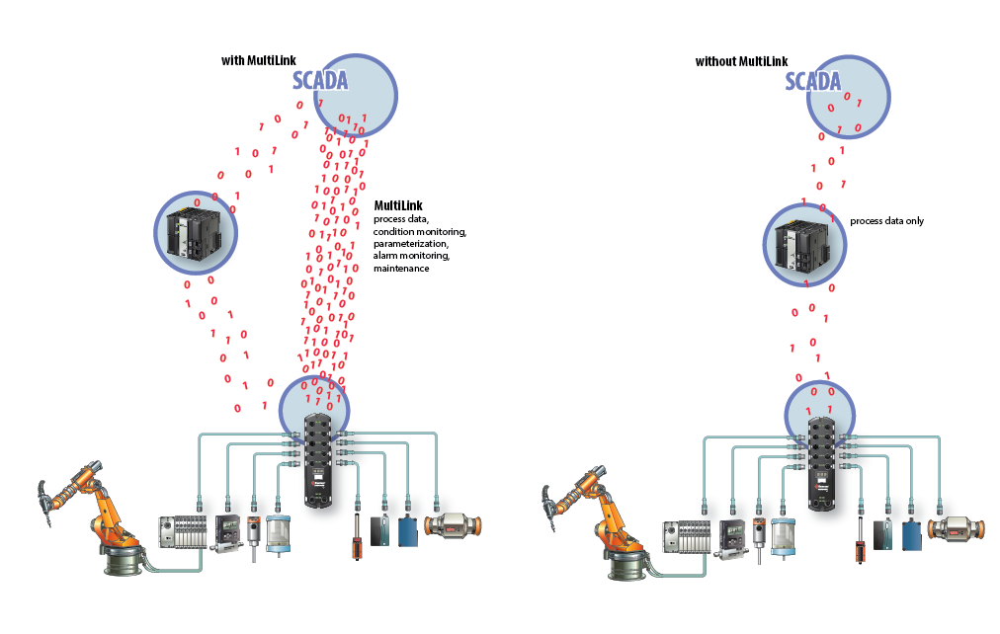 with MultiLink
SCADA
MultiLink
process data,
condition monitoring,
parameterization,
alarm monitoring,
maintenance
without MultiLink
SCADA
process data only